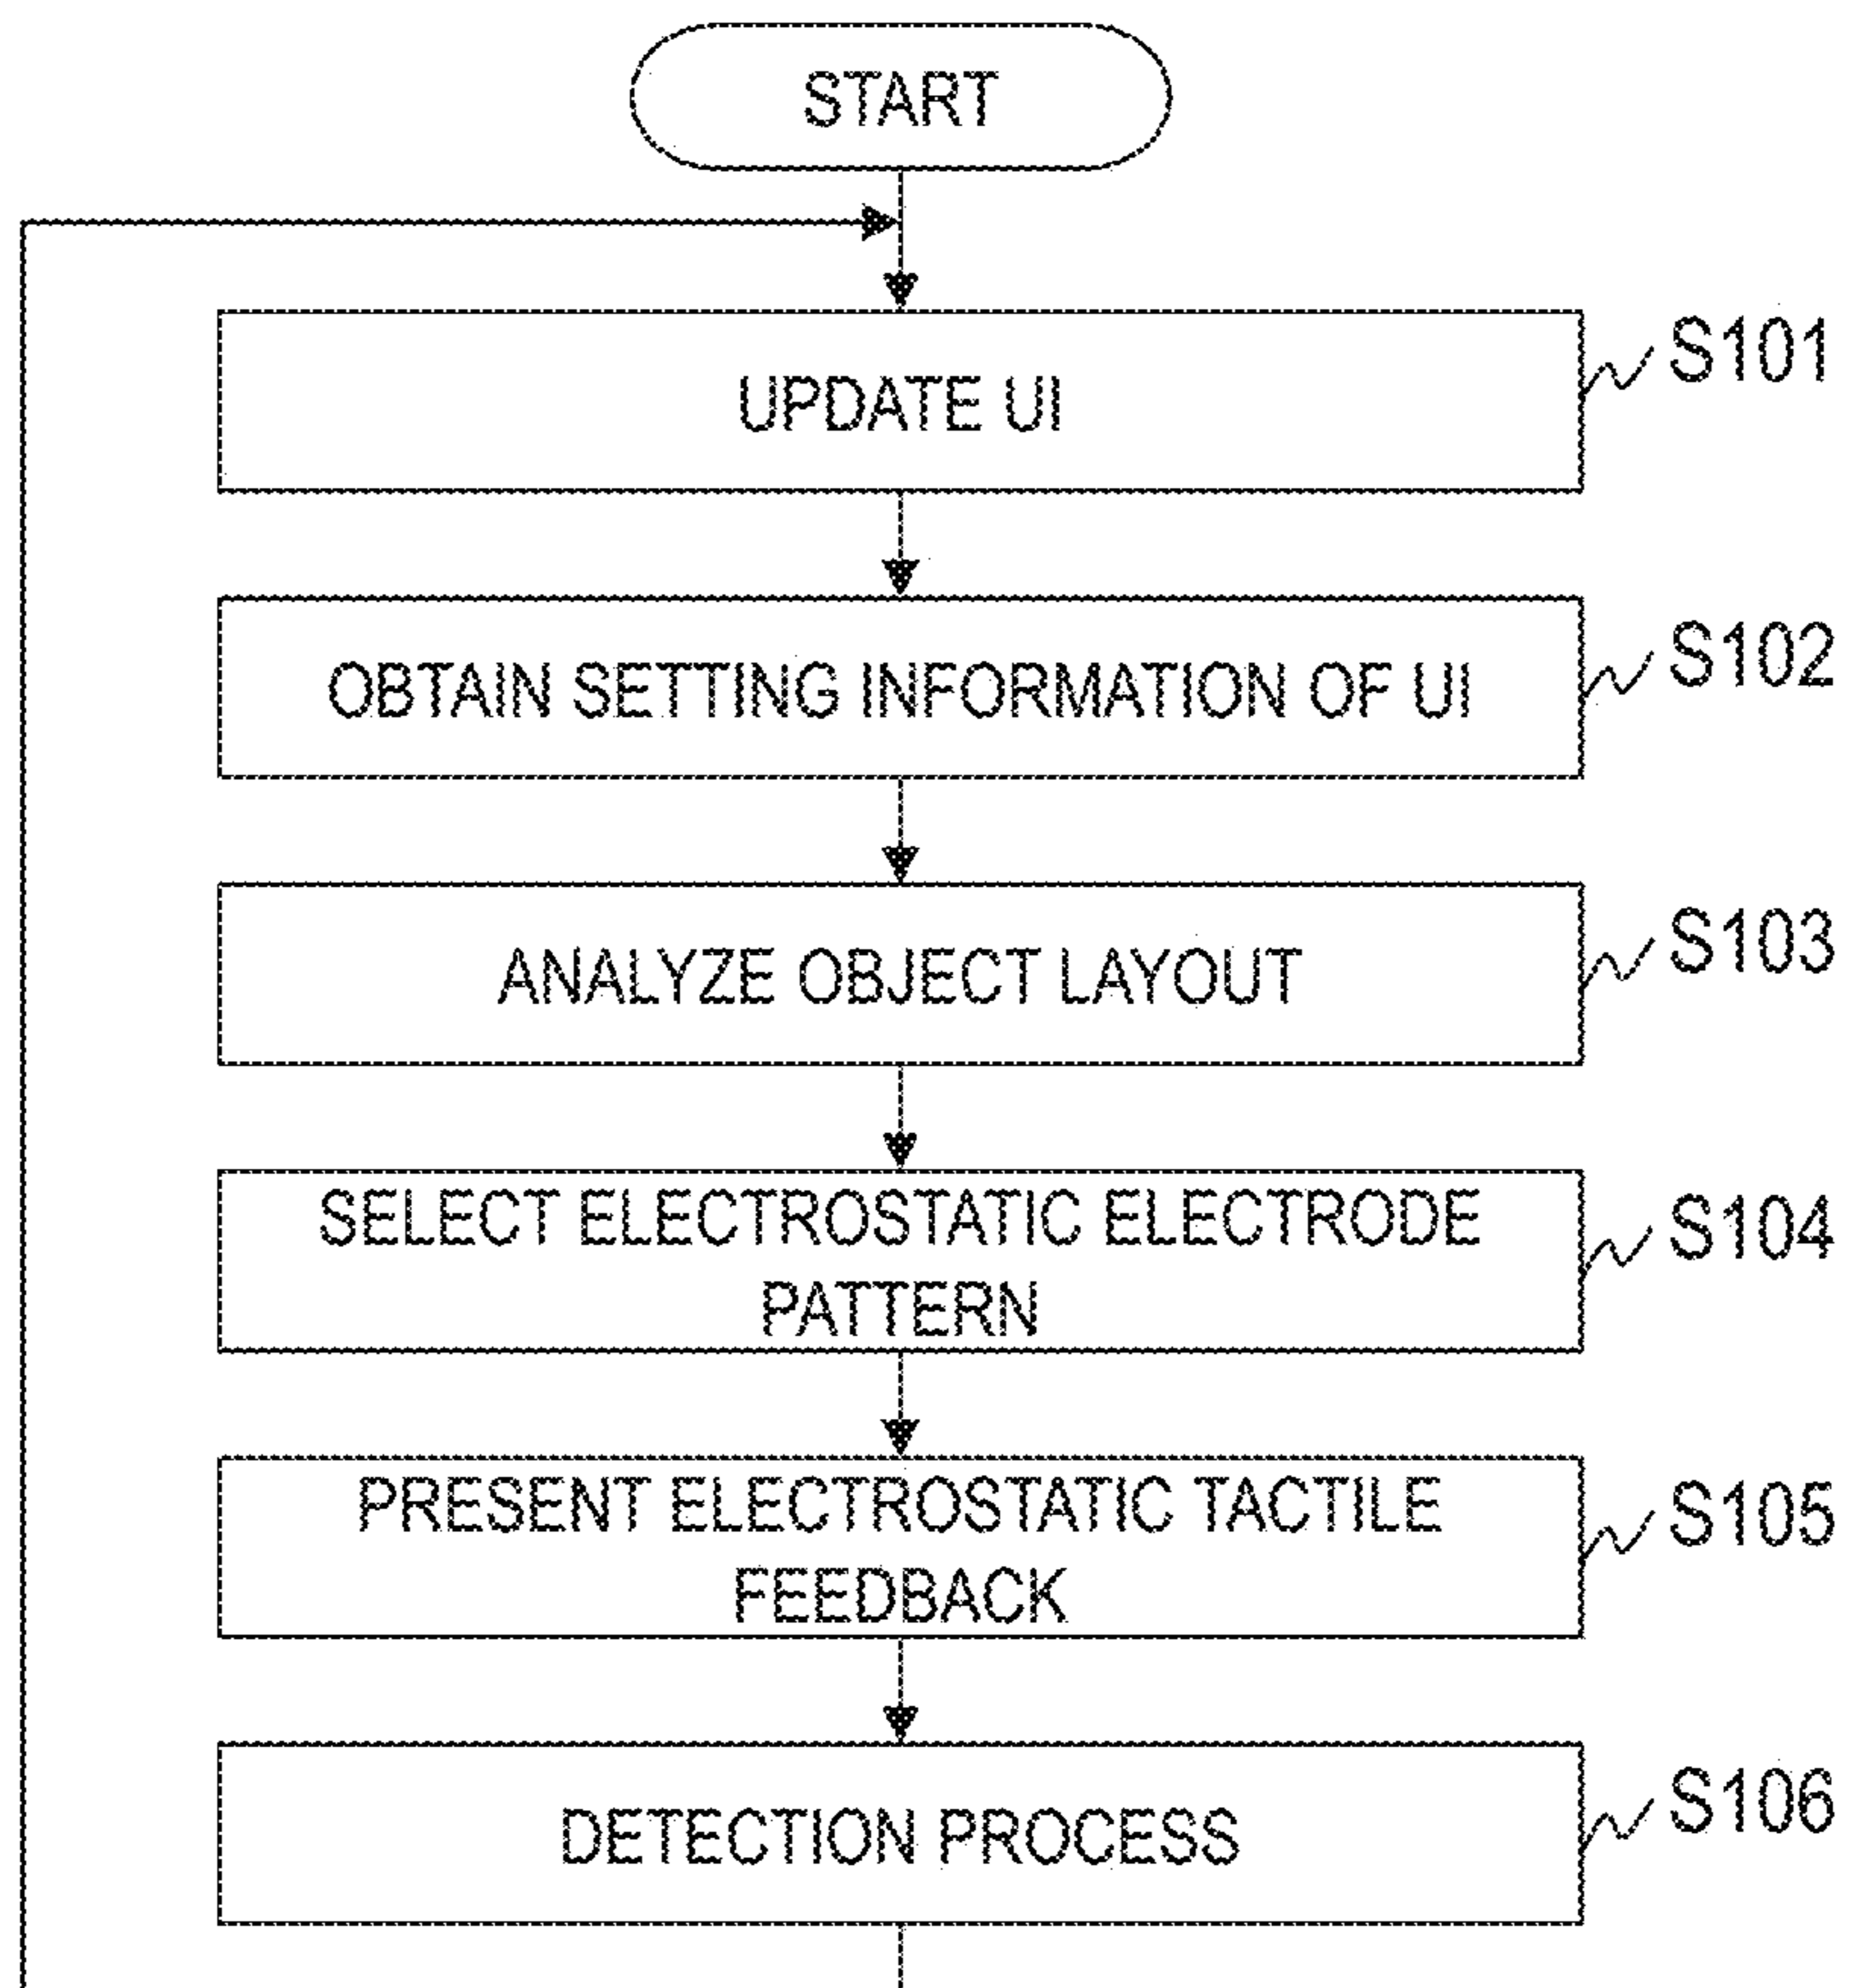 START
UPDATE UI
S101
OBTAIN SETTING INFORMATION OF UI
S102
ANALYZE OBJECT LAYOUT
S103
SELECT ELECTROSTATIC ELECTRODE
PATTERN
S104
PRESENT ELECTROSTATIC TACTILE
FEEDBACK
S105
DETECTION PROCESS
S106